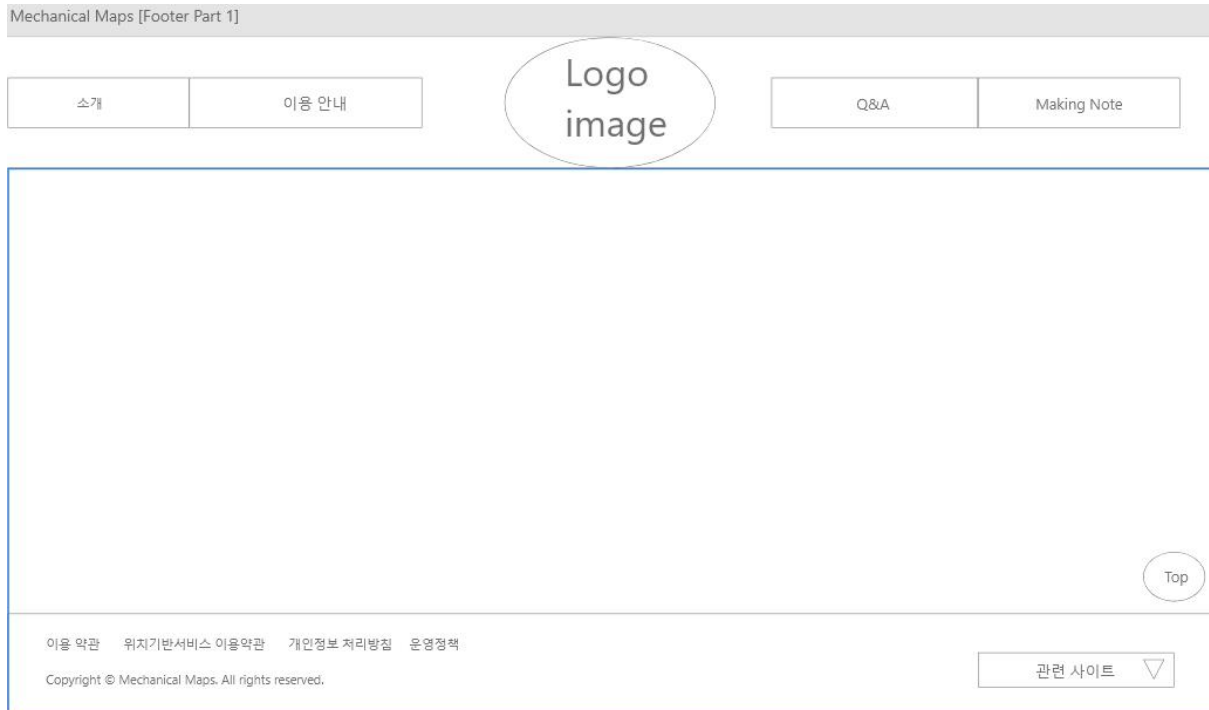 Mechanical Maps [Footer Part 1]
소개
이용 안내
Logo
image
Q&A
Making Note
Top
이용 약관 위치기반서비스 이용약관 개인정보 처리방침 운영정책
Copyright © Mechanical Maps. All rights reserved.
관련 사이트